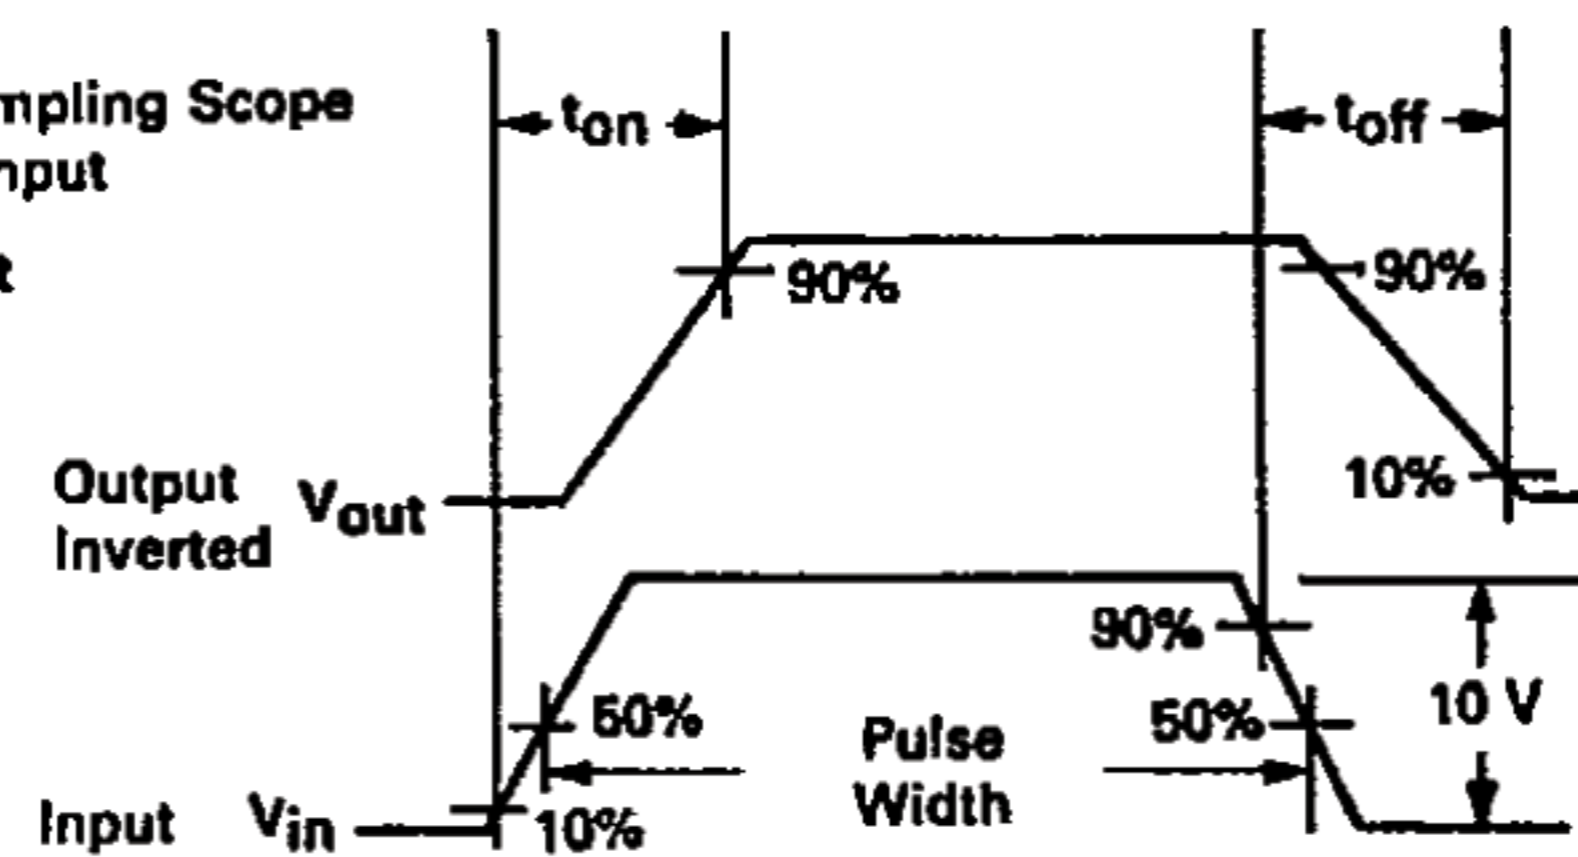 mpling Scope
nput
t
ton
toff
90%
90%
10%
Output
Inverted
Vout
90%
50%
50%
Pulse
Width
10 V
Input
Vin
10%